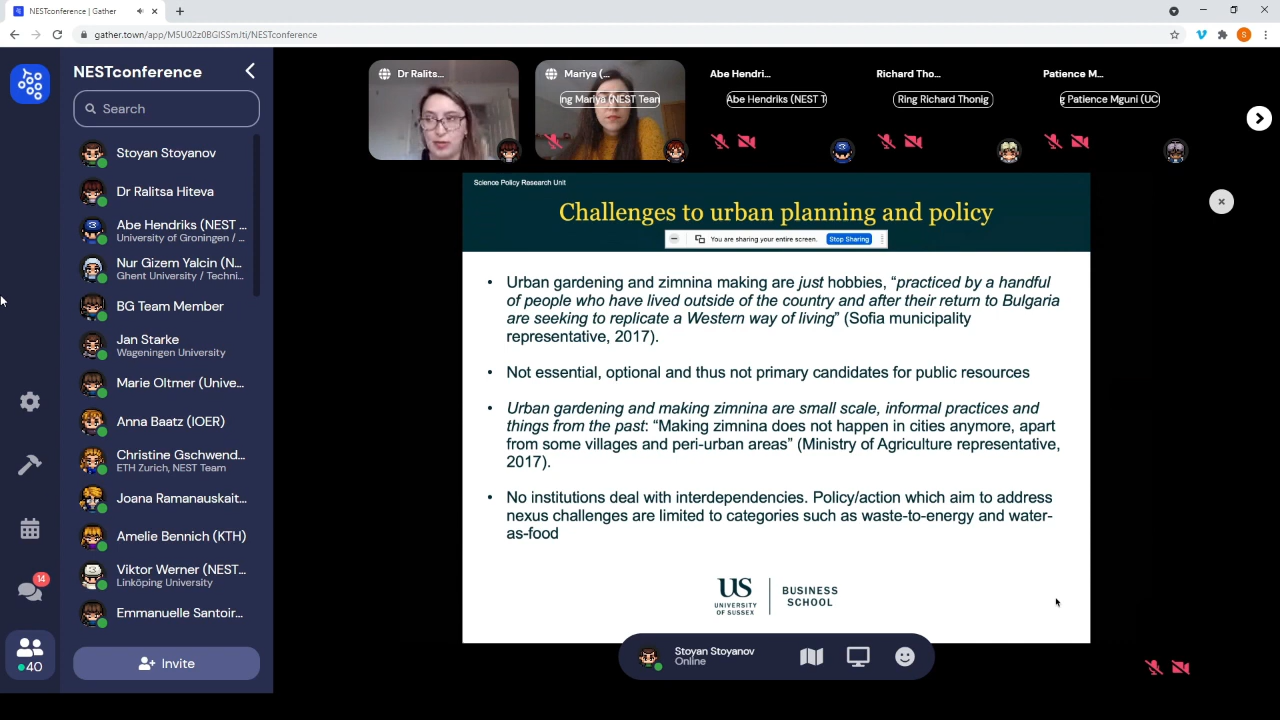 NESTconference | Gather
gather.town/app/M5U02z0BGISSmJti/NESTconference
NESTconference
Search
Stoyan Stoyanov
Dr Ralitsa Hiteva
Abe Hendriks (NEST ...
University of Groningen / ...
Nur Gizem Yalcin (N...
Ghent University / Techni...
BG Team Member
Jan Starke
Wageningen University
Marie Oltmer (Unive...
Anna Baatz (IOER)
Christine Gschwend...
ETH Zurich, NEST Team
Joana Ramanauskait...
Amelie Bennich (KTH)
Viktor Werner (NEST...
Linköping University
Emmanuelle Santoir...
14
40
Invite
Dr Ralits...
Mariya (...
ng Mariya (NEST Tean
Abe Hendri...
Abe Hendriks (NEST T
Richard Tho...
Ring Richard Thonig
Patience M...
g Patience Mguni (UC
Science Policy Research Unit
Challenges to urban planning and policy
You are sharing your entire screen.
Stop Sharing
• Urban gardening and zimnina making are just hobbies, “practiced by a handful
of people who have lived outside of the country and after their return to Bulgaria
are seeking to replicate a Western way of living” (Sofia municipality
representative, 2017).
• Not essential, optional and thus not primary candidates for public resources
• Urban gardening and making zimnina are small scale, informal practices and
things from the past: “Making zimnina does not happen in cities anymore, apart
from some villages and peri-urban areas” (Ministry of Agriculture representative,
2017).
• No institutions deal with interdependencies. Policy/action which aim to address
nexus challenges are limited to categories such as waste-to-energy and water-
as-food
US
UNIVERSITY
OF SUSSEX
BUSINESS
SCHOOL
Stoyan Stoyanov
Online
S